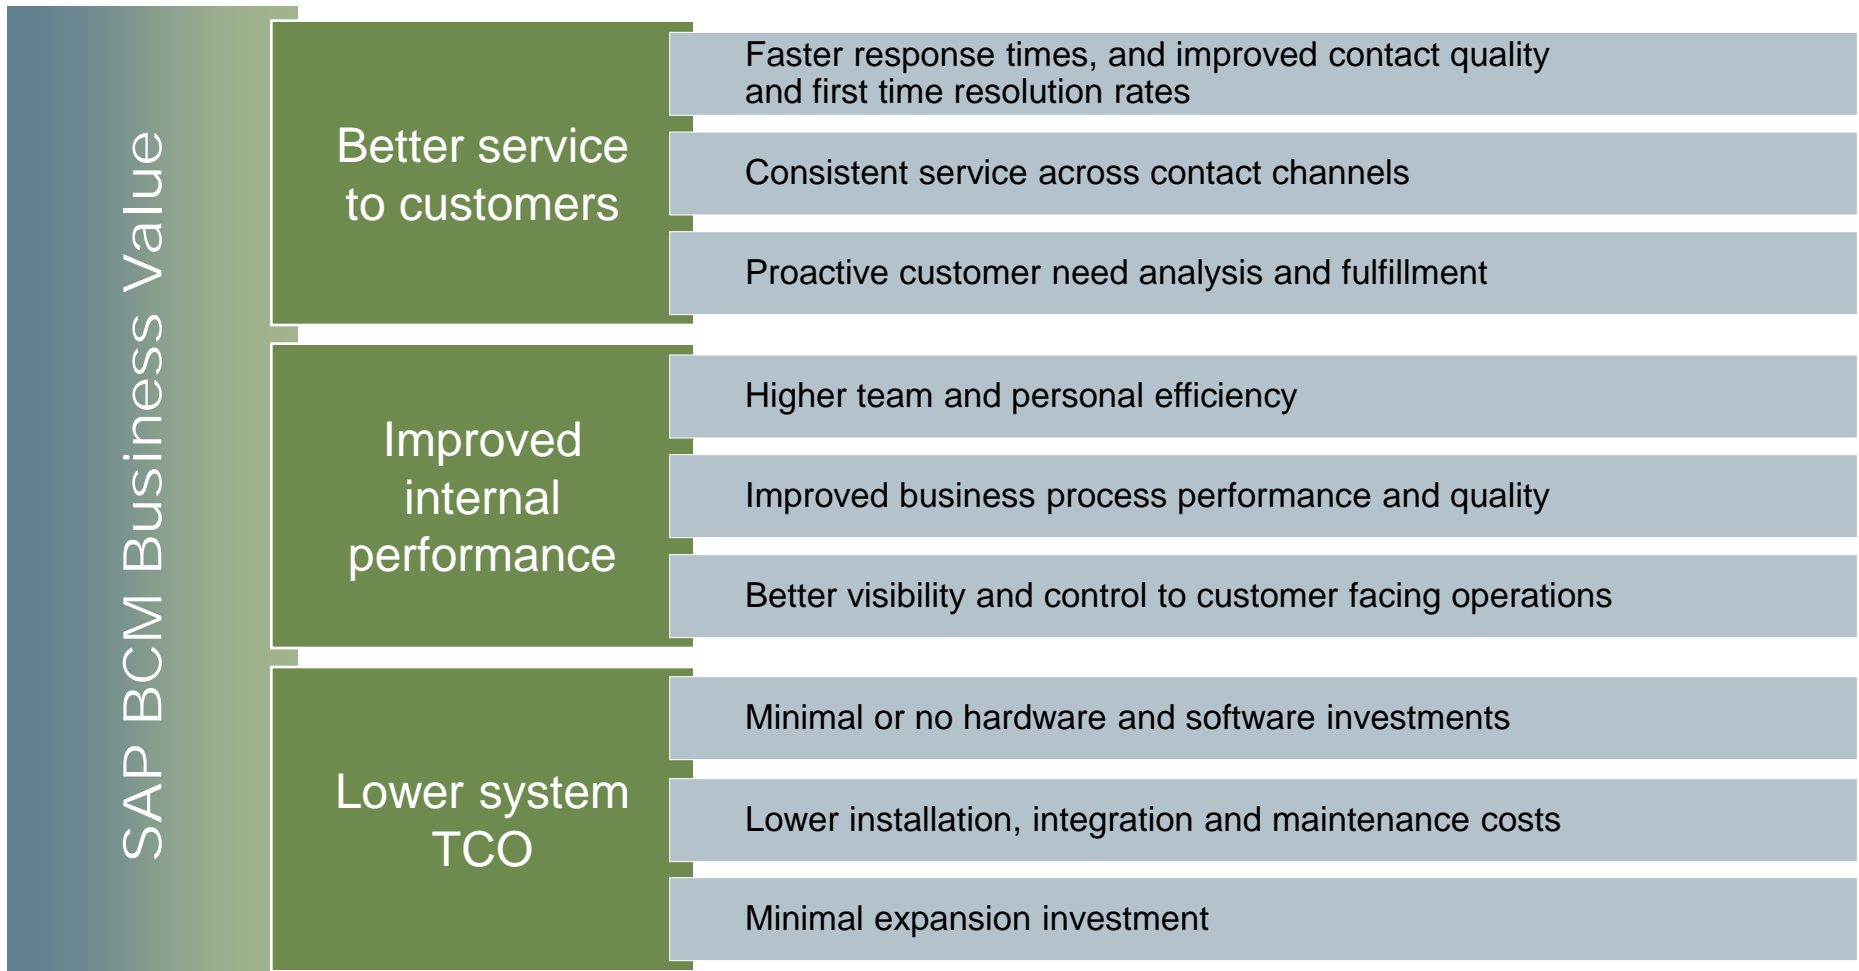 SAP BCM Business Value
Better service
to customers
Faster response times, and improved contact quality
and first time resolution rates
Consistent service across contact channels
Proactive customer need analysis and fulfillment
Improved
internal
performance
Higher team and personal efficiency
Improved business process performance and quality
Better visibility and control to customer facing operations
Lower system
TCO
Minimal or no hardware and software investments
Lower installation, integration and maintenance costs
Minimal expansion investment